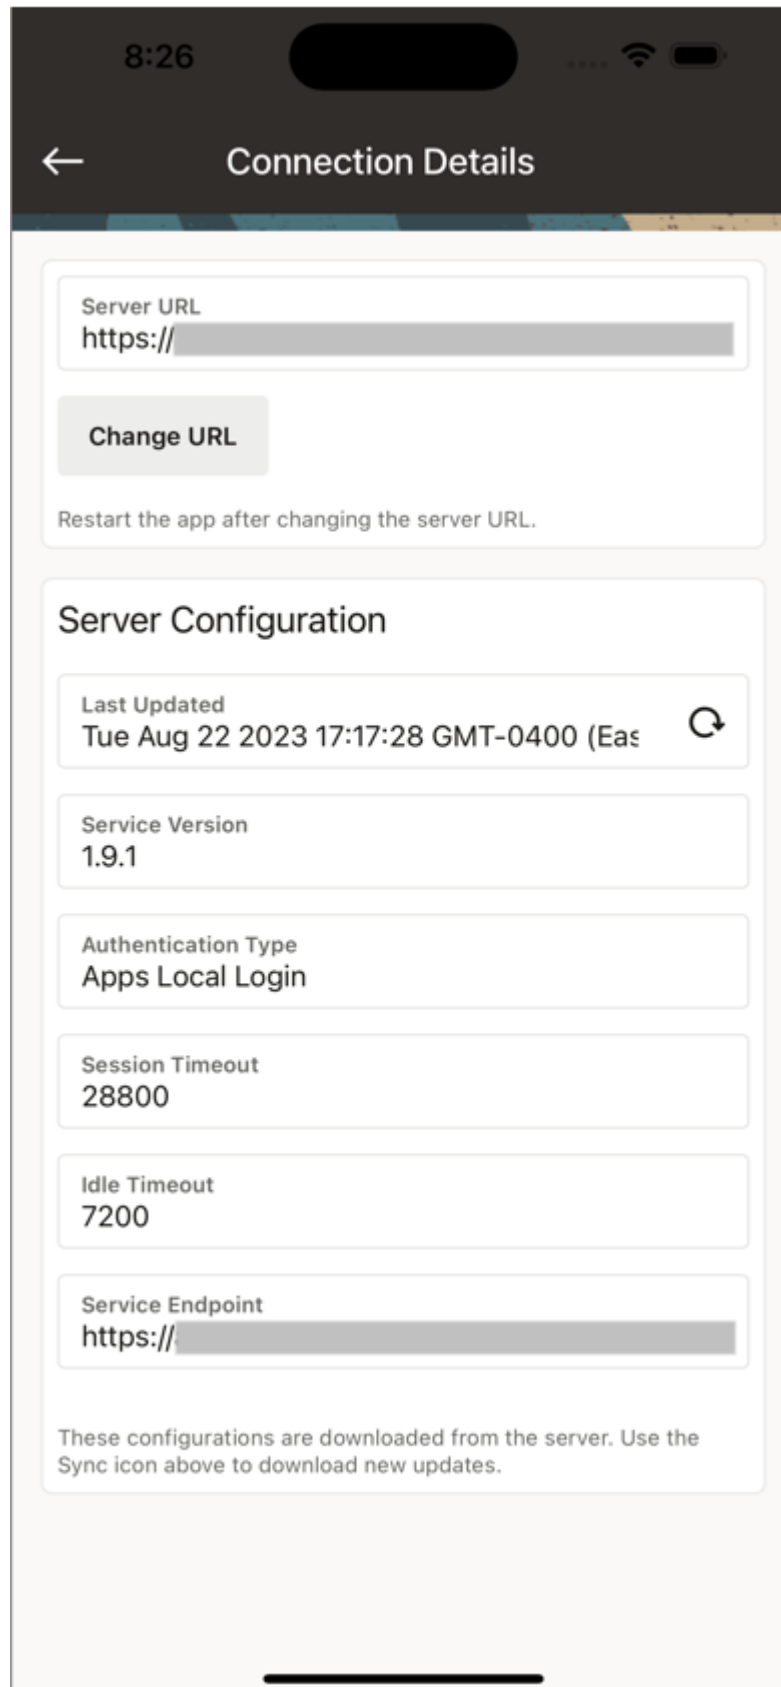 8:26
Connection Details
Server URL
https://
Change URL
Restart the app after changing the server URL.
Server Configuration
Last Updated
Tue Aug 22 2023 17:17:28 GMT-0400 (Eas
Service Version
1.9.1
Authentication Type
Apps Local Login
Session Timeout
28800
Idle Timeout
7200
Service Endpoint
https://
These configurations are downloaded from the server. Use the
Sync icon above to download new updates.